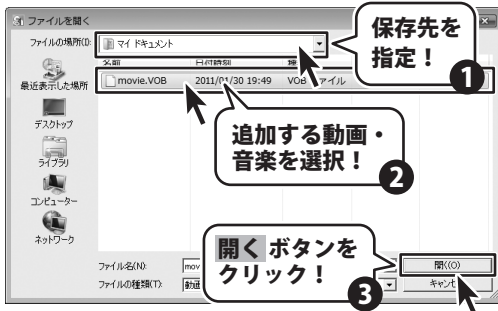 ファイルを開く
ファイルの場所(I):
マイ ドキュメント
保存先を
指定！
1
名前
日付時刻
movie.VOB
2011/01/30 19:49
VOB ファイル
最近表示した場所
デスクトップ
追加する動画・
音楽を選択！
2
ライブラリ
コンピューター
ネットワーク
開く ボタンを
クリック！
3
ファイル名(N):
mov
開く(O)
ファイルの種類(T):
動画
キャンセ